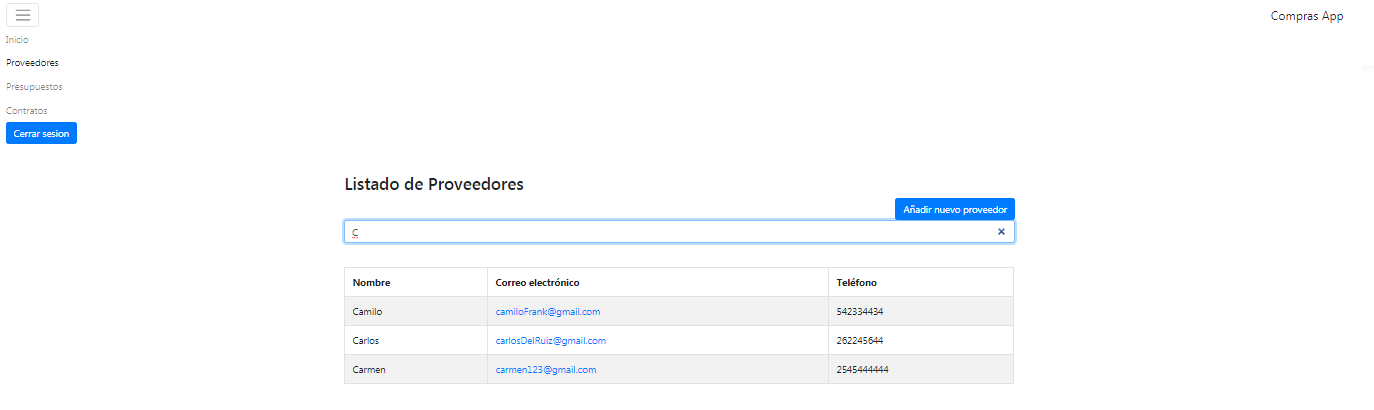 Compras App
Inicio
Proveedores
Presupuestos
Contratos
Cerrar sesion
Listado de Proveedores
Añadir nuevo proveedor
C
Nombre Correo electrónico Teléfono
Camilo camiloFrank@gmail.com 542334434
Carlos carlosDelRuiz@gmail.com 262245644
Carmen carmen123@gmail.com 2545444444